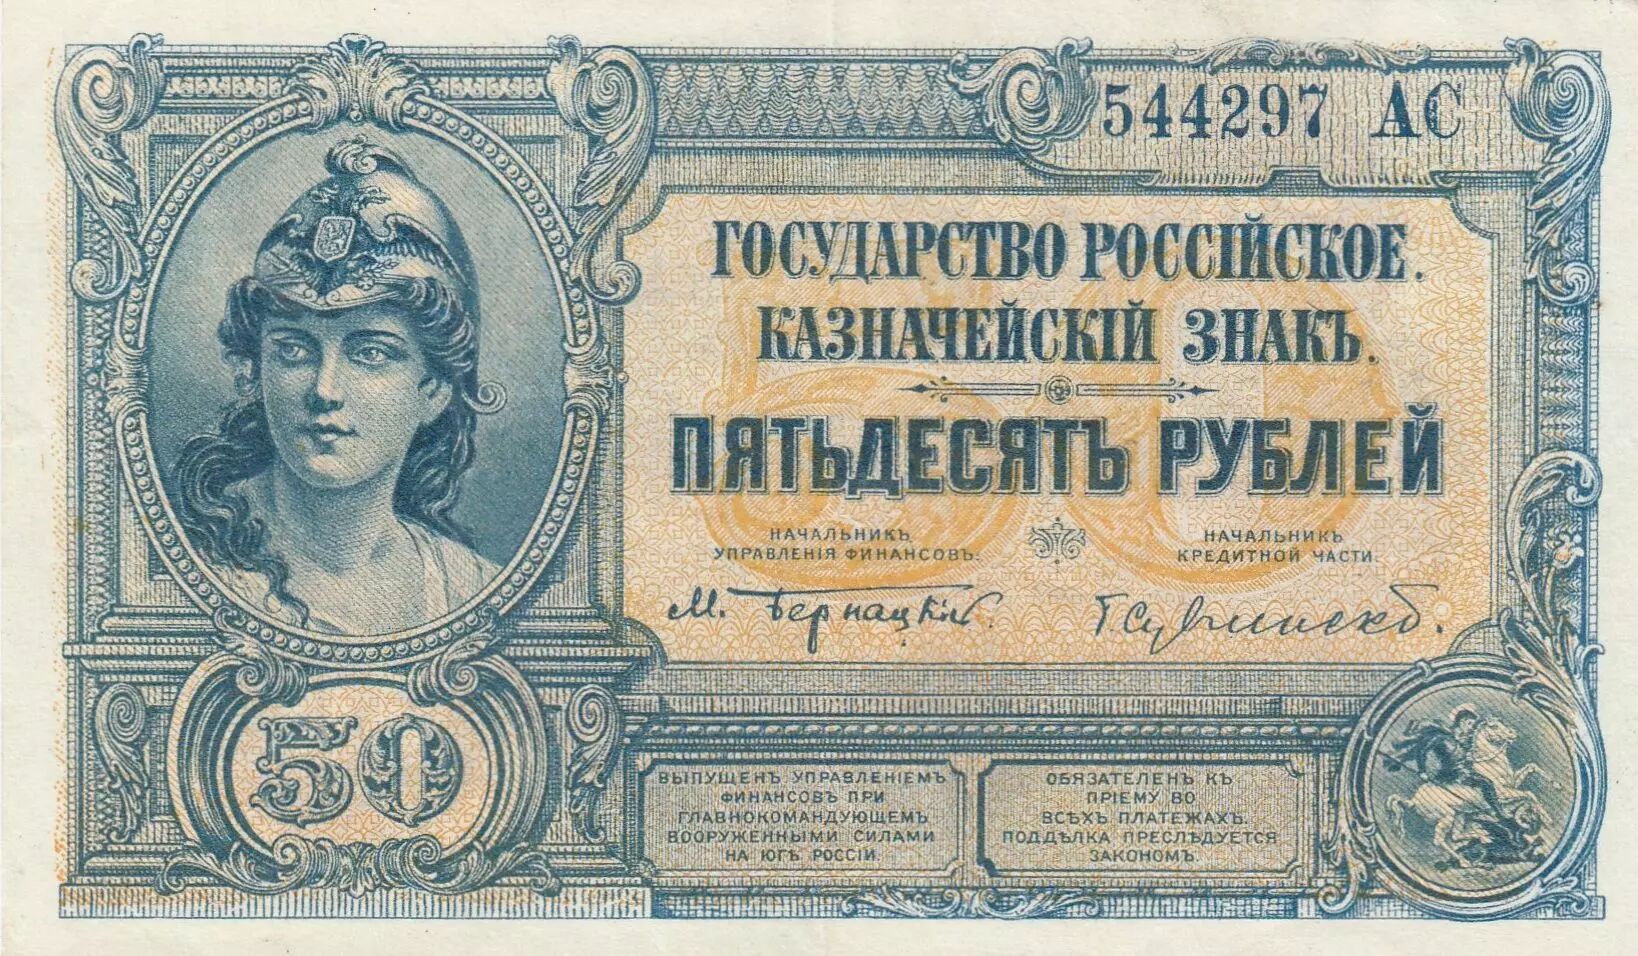 544297 АС
ГОСУДАРСТВО РОССІЙСКОЕ.
КАЗНАЧЕЙСКІЙ ЗНАКЪ.
ПЯТЬДЕСЯТЪ РУБЛЕЙ
НАЧАЛЬНИКЪ
УПРАВЛЕНІЯ ФИНАНСОВЪ.
НАЧАЛЬНИКЪ
КРЕДИТНОЙ ЧАСТИ.
М. Бернацкій.
50
ВЫПУЩЕНЪ УПРАВЛЕНІЕМЪ
ФИНАНСОВЪ ПРИ
ГЛАВНОКОМАНДУЮЩЕМЪ
ВООРУЖЕННЫМИ СИЛАМИ
НА ЮГѢ РОССІИ.
ОБЯЗАТЕЛЕНЪ КЪ
ПРІЕМУ ВО
ВСѢХЪ ПЛАТЕЖАХЪ.
ПОДДѢЛКА ПРЕСЛѢДУЕТСЯ
ЗАКОНОМЪ.